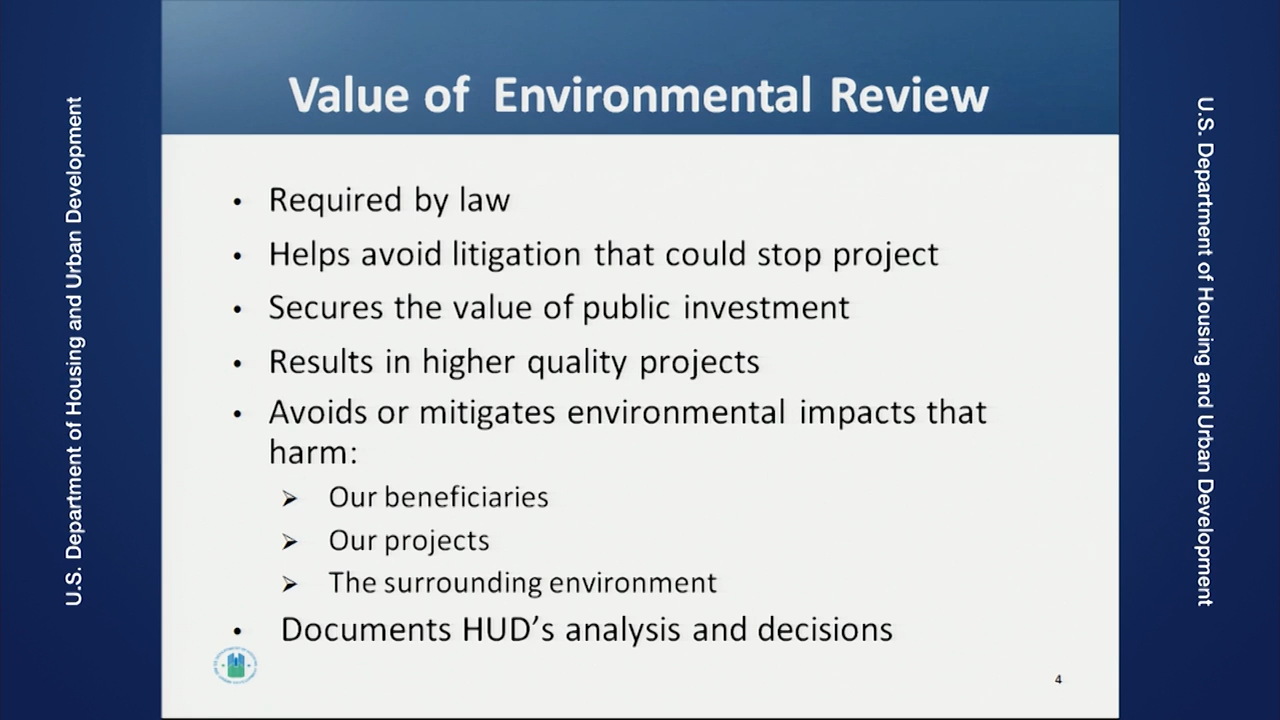 U.S. Department of Housing and Urban Development
Value of Environmental Review
• Required by law
• Helps avoid litigation that could stop project
• Secures the value of public investment
• Results in higher quality projects
• Avoids or mitigates environmental impacts that
harm:
➢ Our beneficiaries
➢ Our projects
➢ The surrounding environment
• Documents HUD’s analysis and decisions
4
U.S. Department of Housing and Urban Development